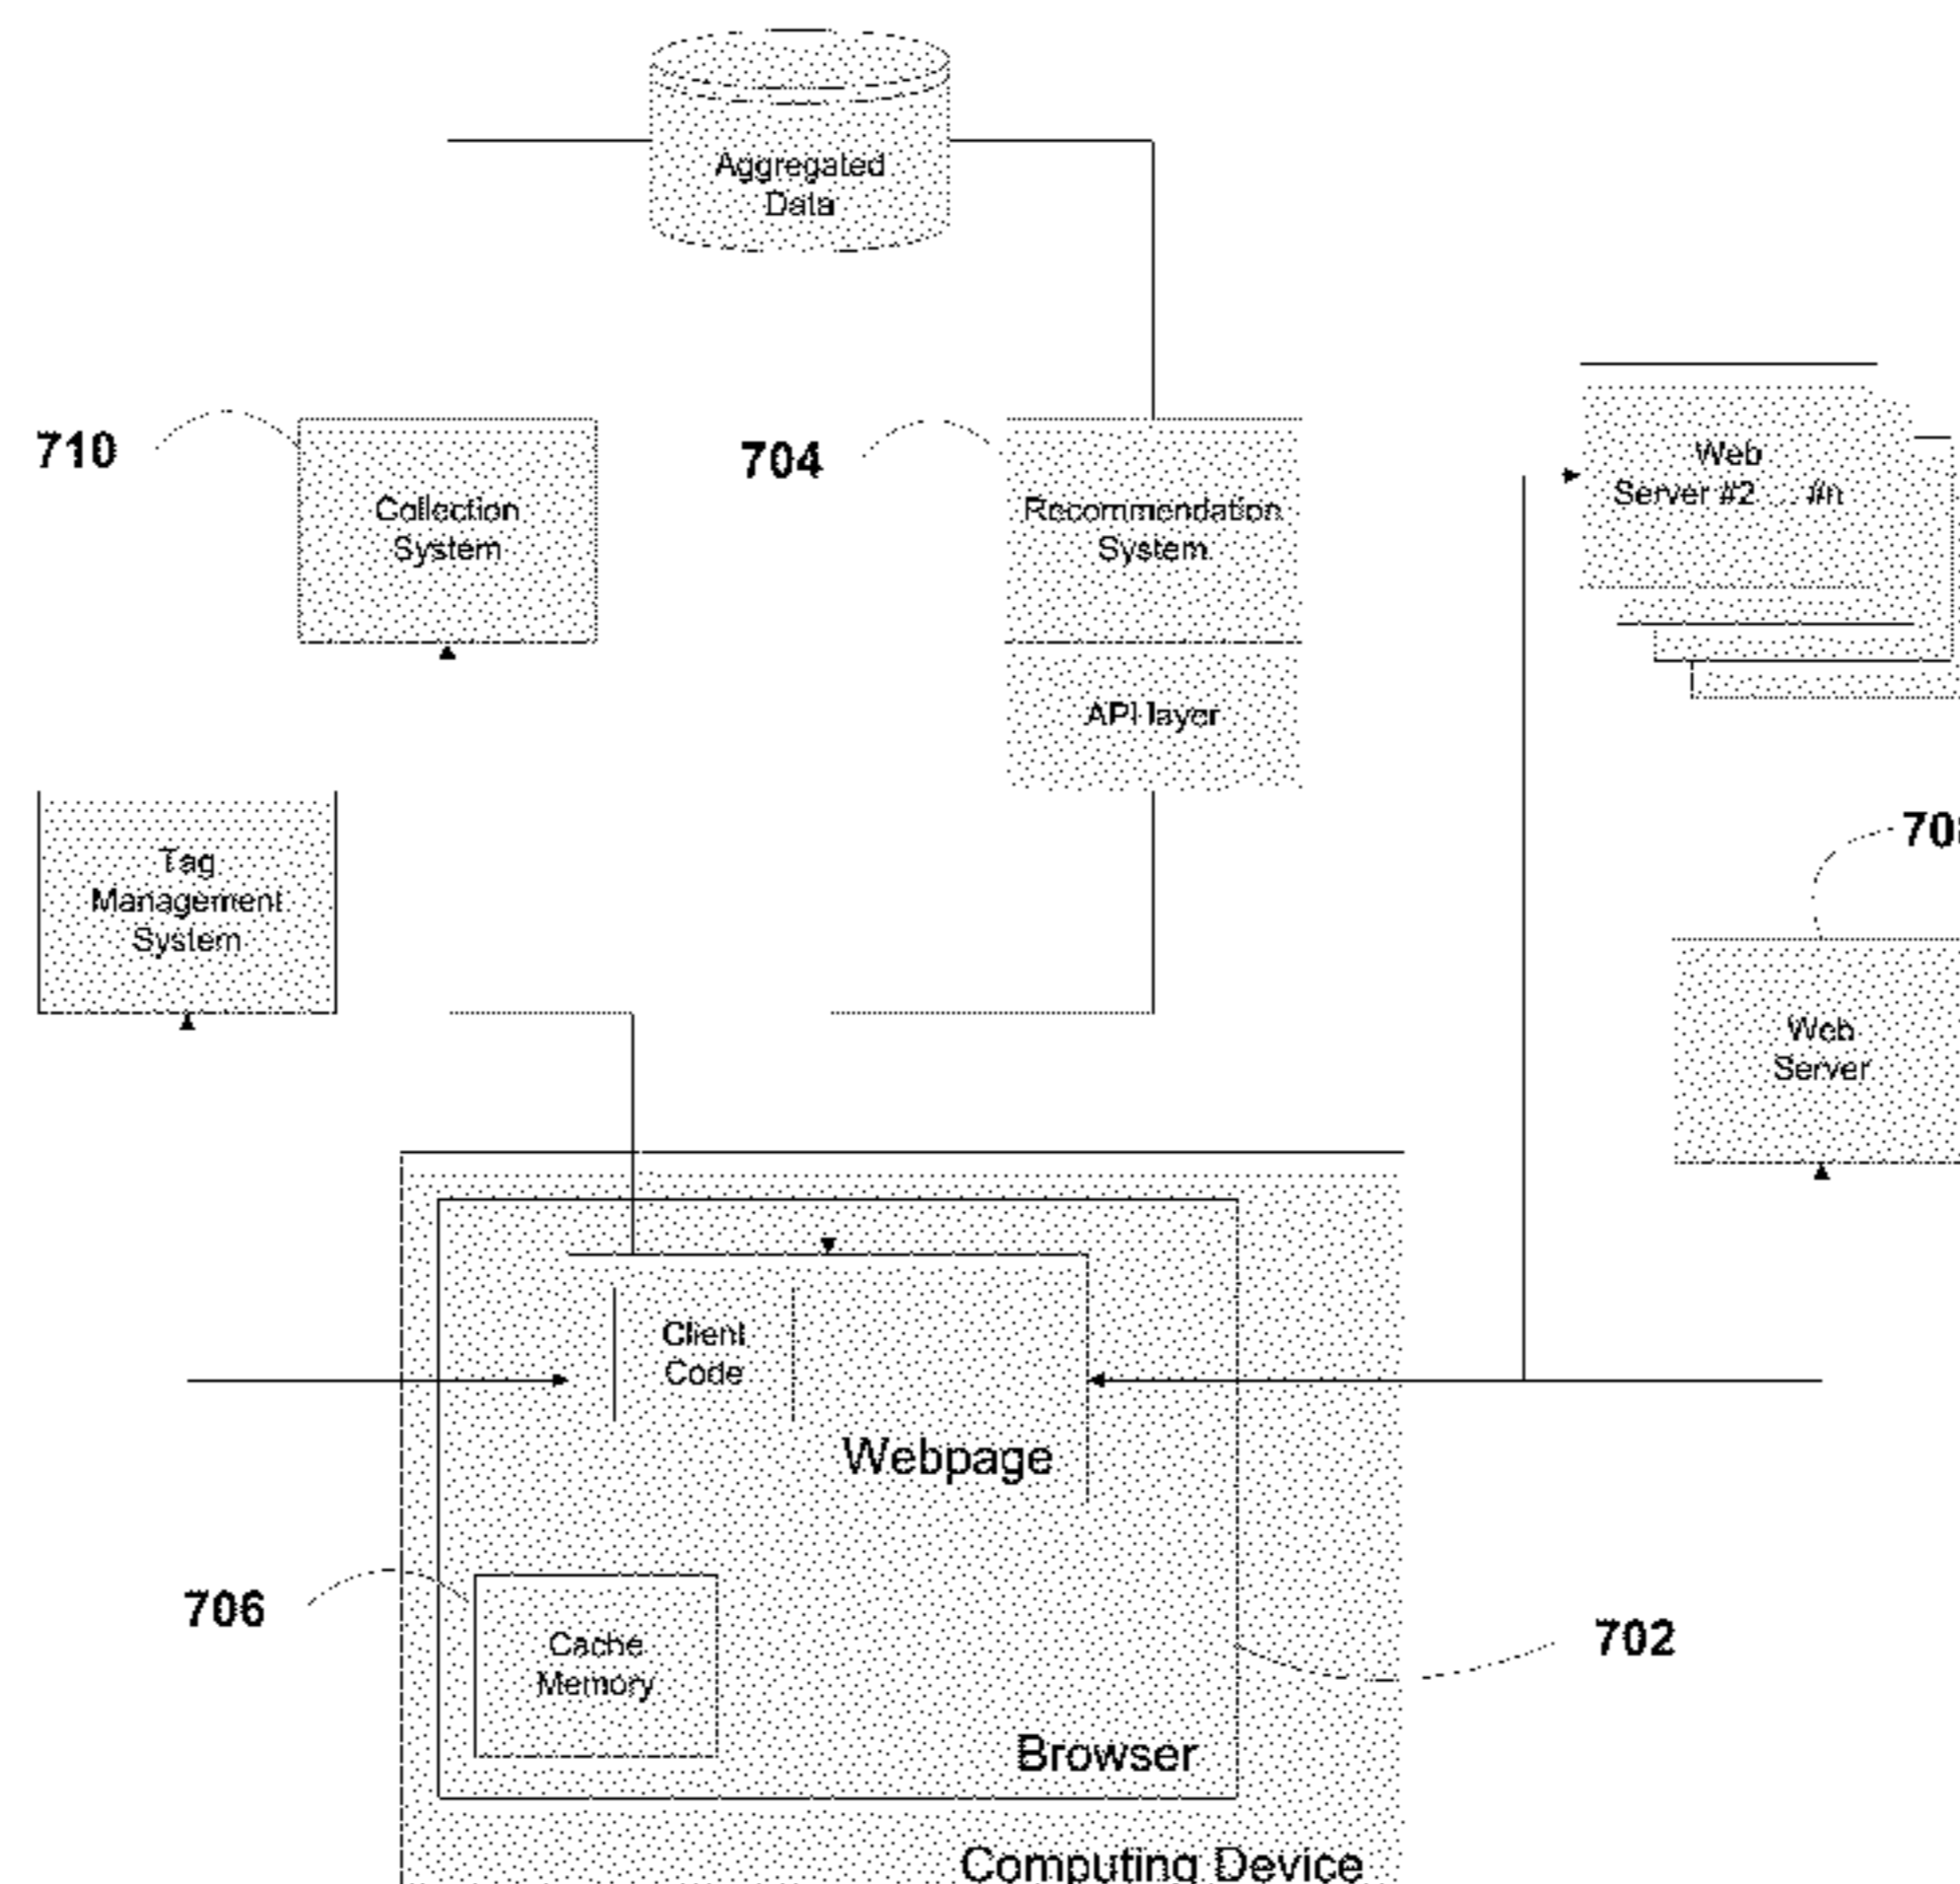 Aggregated
Data
710
Collection
System
704
Recommendation
System
Web
Server #2 ... #n
API layer
Tag
Management
System
Web
Server
Client
Code
Webpage
706
Cache
Memory
702
Browser
Computing Device